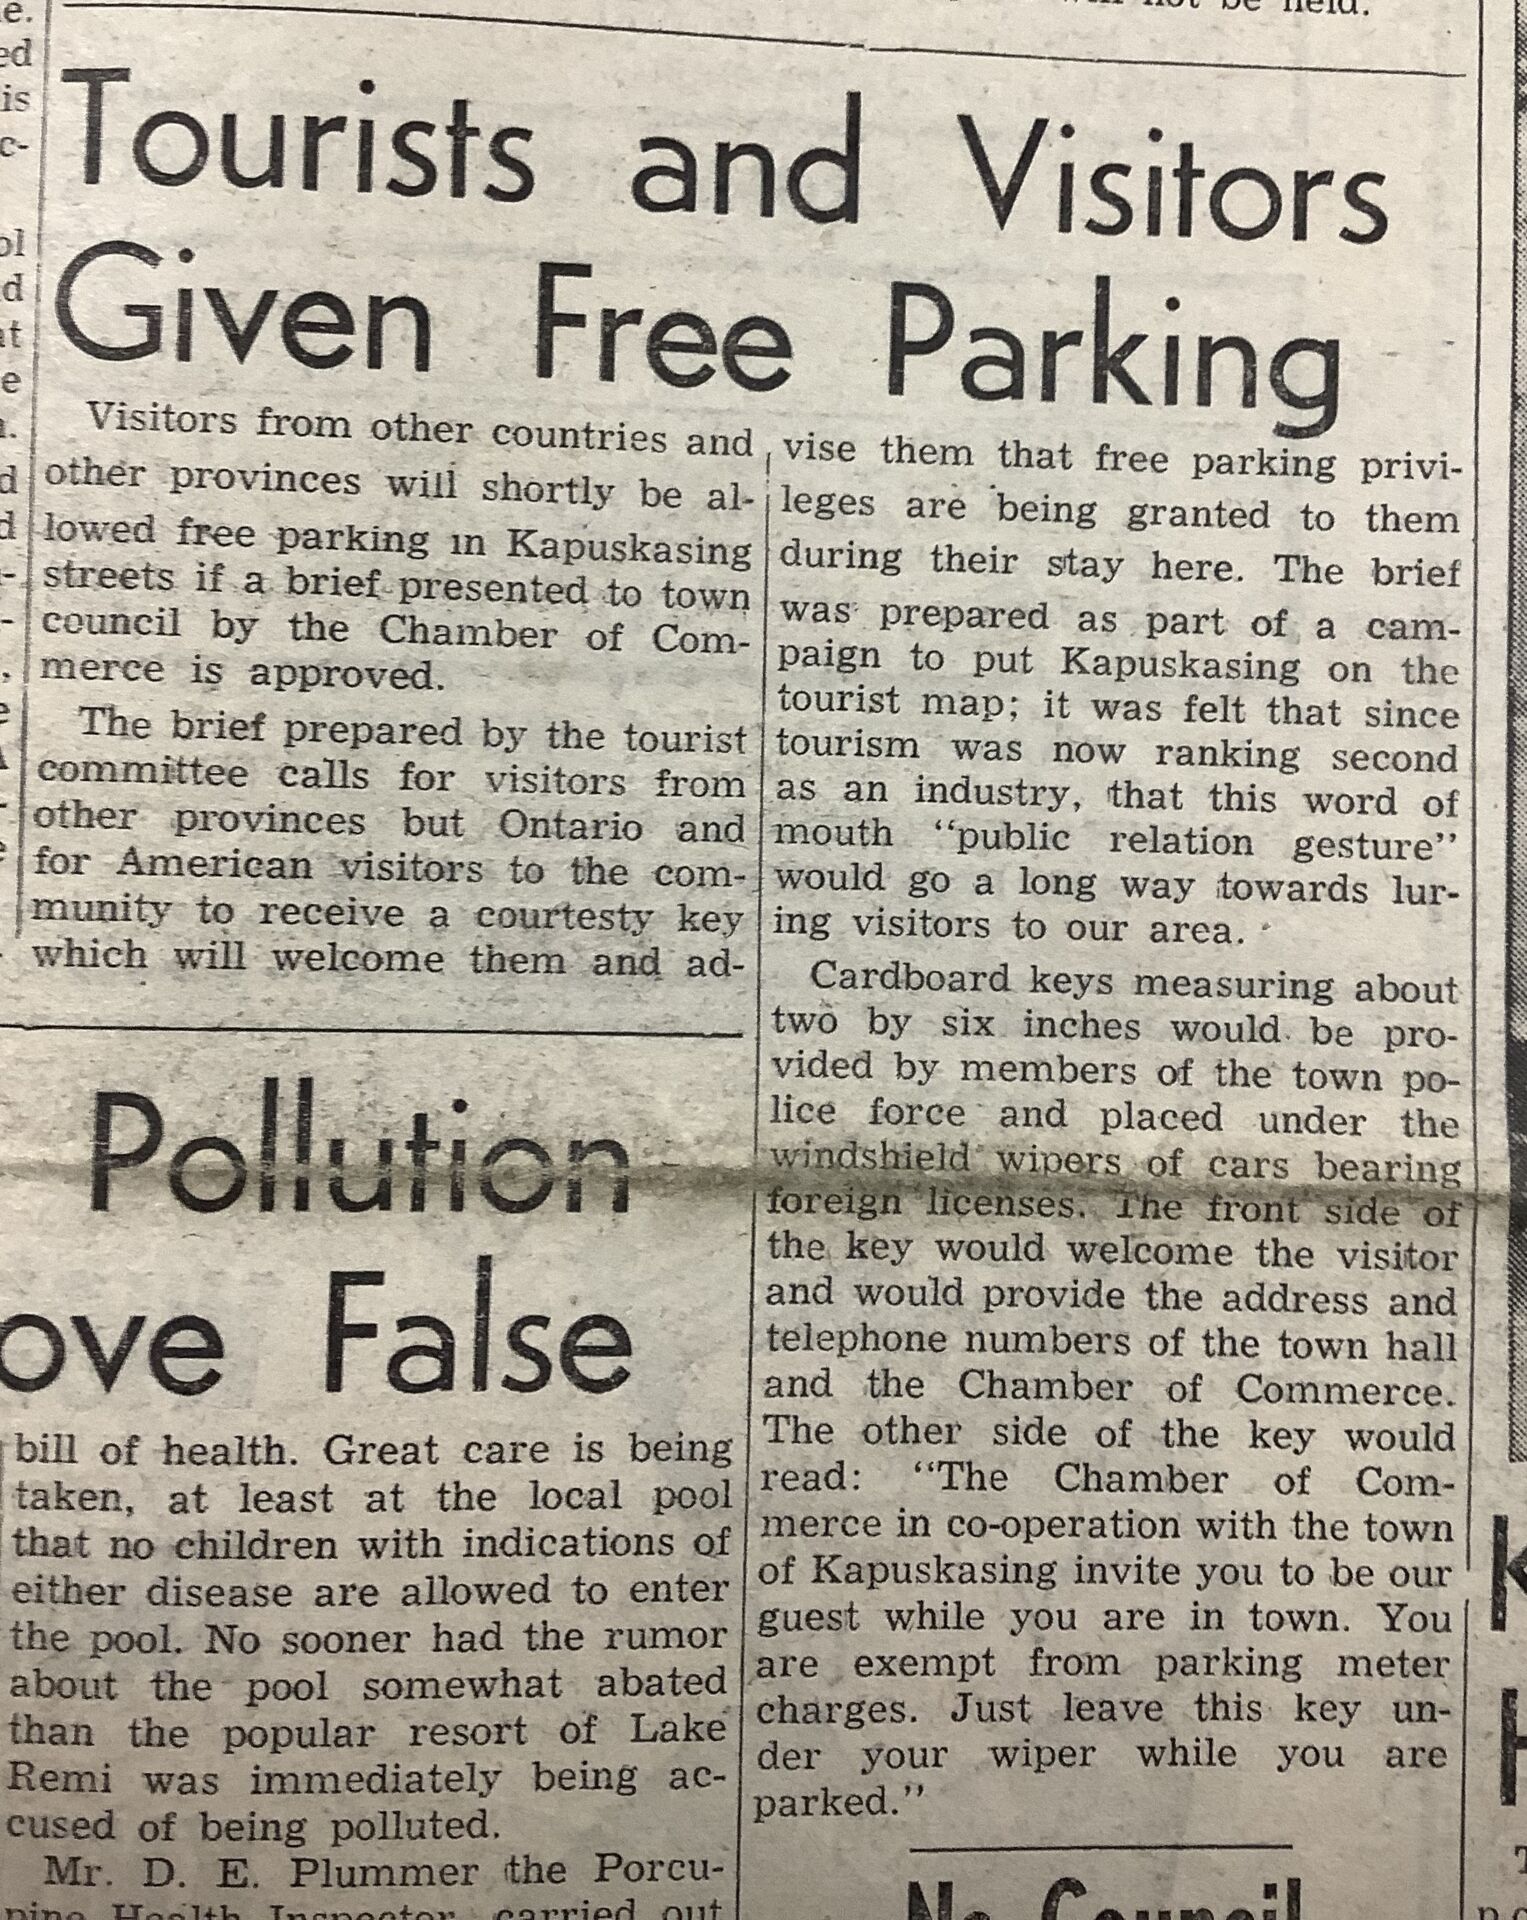 not be held.
Tourists and Visitors
Given Free Parking
Visitors from other countries and
other provinces will shortly be al-
lowed free parking in Kapuskasing
streets if a brief presented to town
council by the Chamber of Com-
merce is approved.
The brief prepared by the tourist
committee calls for visitors from
other provinces but Ontario and
for American visitors to the com-
munity to receive a courtesty key
which will welcome them and ad-
vise them that free parking privi-
leges are being granted to them
during their stay here. The brief
was prepared as part of a cam-
paign to put Kapuskasing on the
tourist map; it was felt that since
tourism was now ranking second
as an industry, that this word of
mouth "public relation gesture"
would go a long way towards lur-
ing visitors to our area.
Cardboard keys measuring about
two by six inches would be pro-
vided by members of the town po-
lice force and placed under the
windshield wipers of cars bearing
foreign licenses. The front side of
the key would welcome the visitor
and would provide the address and
telephone numbers of the town hall
and the Chamber of Commerce.
The other side of the key would
read: "The Chamber of Com-
merce in co-operation with the town
of Kapuskasing invite you to be our
guest while you are in town. You
are exempt from parking meter
charges. Just leave this key un-
der your wiper while you are
parked."
Pollution
ove False
bill of health. Great care is being
taken, at least at the local pool
that no children with indications of
either disease are allowed to enter
the pool. No sooner had the rumor
about the pool somewhat abated
than the popular resort of Lake
Remi was immediately being ac-
cused of being polluted.
Mr. D. E. Plummer the Porcu-
pine Health Inspector carried out
No Council